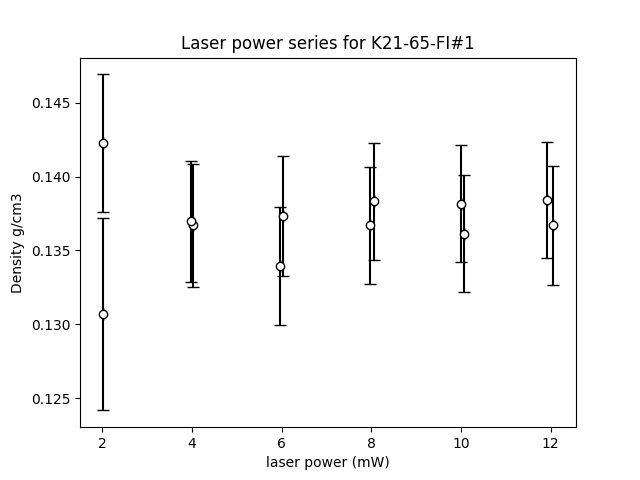 Laser power series for K21-65-FI#1
0.145
0.140
0.135
0.130
0.125
Density g/cm3
2 4 6 8 10 12
laser power (mW)